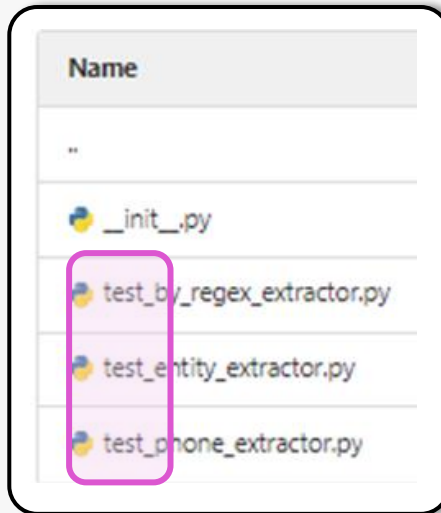 Name
..
__init__.py
test_by_regex_extractor.py
test_entity_extractor.py
test_phone_extractor.py